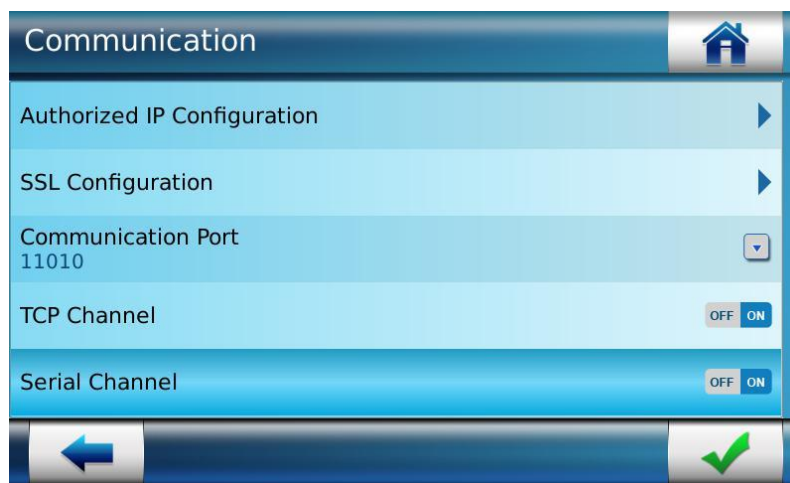 Communication
Authorized IP Configuration
SSL Configuration
Communication Port
11010
TCP Channel
OFF ON
Serial Channel
OFF ON